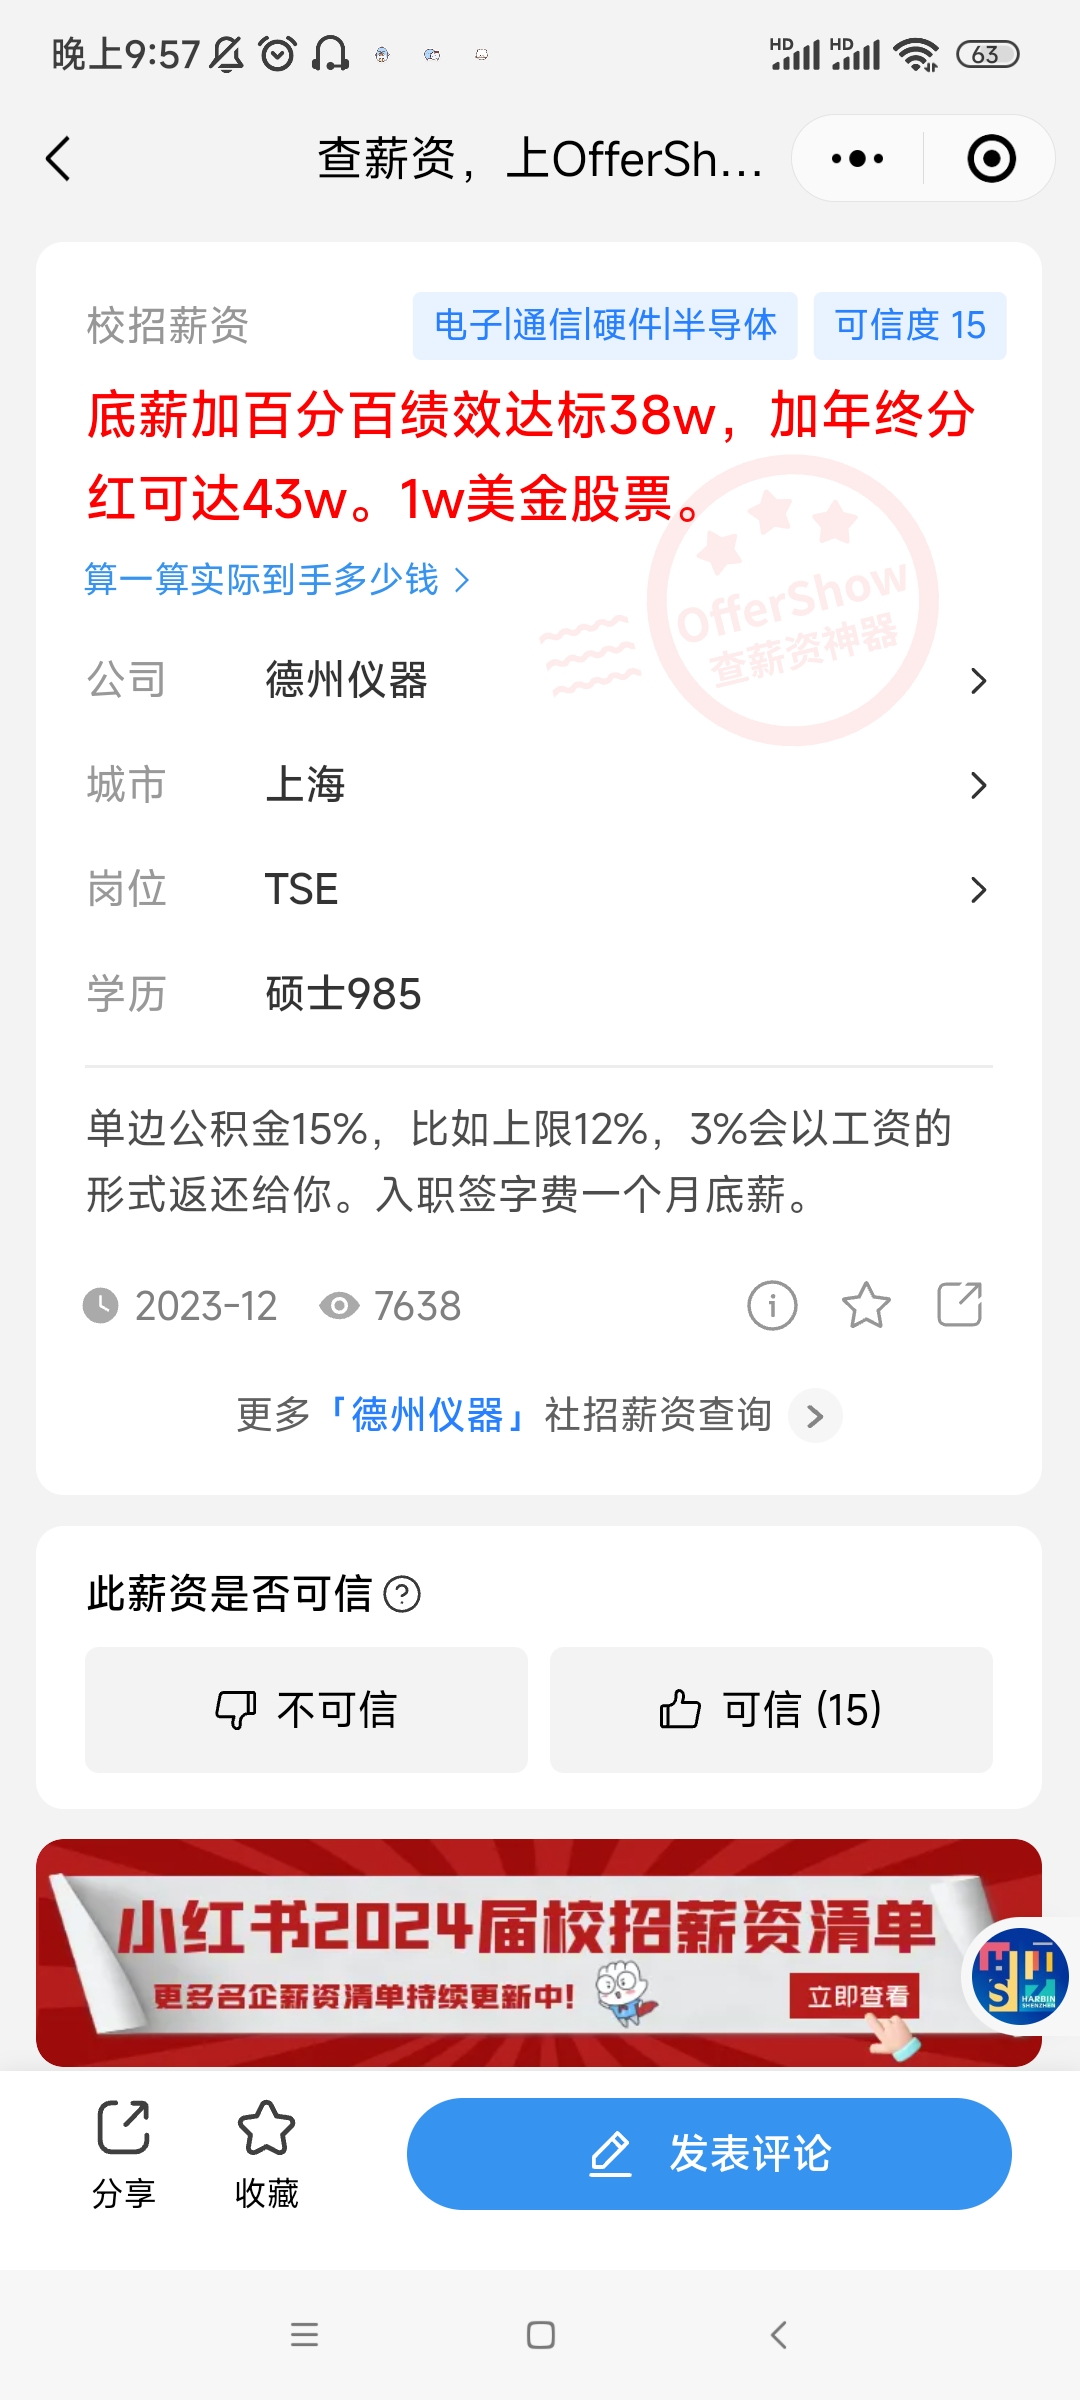 晚上9:57
HD HD 63
查薪资，上OfferSh...
校招薪资 电子|通信|硬件|半导体 可信度 15
底薪加百分百绩效达标38w，加年终分
红可达43w。1w美金股票。
算一算实际到手多少钱
OfferShow
查薪资神器
公司 德州仪器
城市 上海
岗位 TSE
学历 硕士985
单边公积金15%，比如上限12%，3%会以工资的
形式返还给你。入职签字费一个月底薪。
2023-12 7638
更多「德州仪器」社招薪资查询
此薪资是否可信
不可信 可信 (15)
小红书2024届校招薪资清单
更多名企薪资清单持续更新中!
立即查看
HARBIN
SHENZHEN
分享 收藏 发表评论